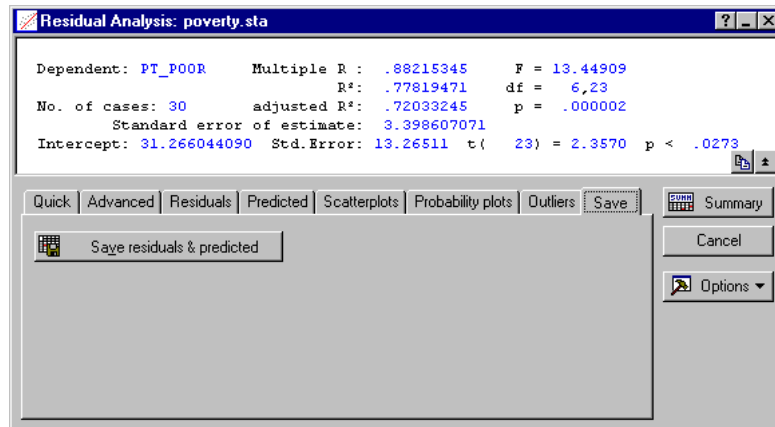 Residual Analysis: poverty.sta
Dependent: PT_POOR Multiple R : .88215345 F = 13.44909
R²: .77819471 df = 6,23
No. of cases: 30 adjusted R²: .72033245 p = .000002
Standard error of estimate: 3.398607071
Intercept: 31.266044090 Std.Error: 13.26511 t( 23) = 2.3570 p < .0273
Quick Advanced Residuals Predicted Scatterplots Probability plots Outliers Save
SUMM Summary
Save residuals & predicted
Cancel
Options